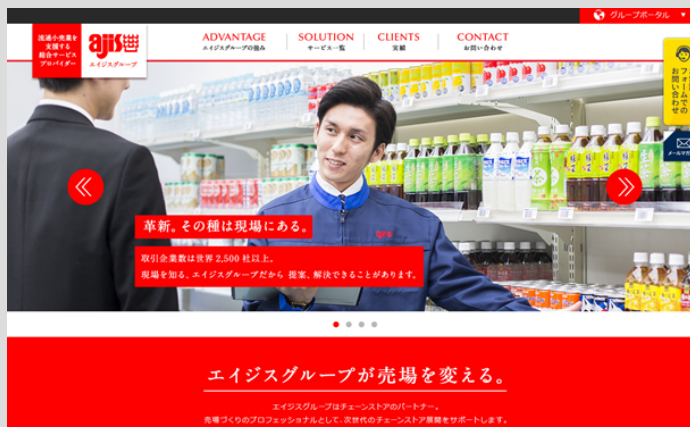 グループポータル
流通小売業を
支援する
総合サービス
プロバイダー
ajis
エイジスグループ
ADVANTAGE
エイジスグループの強み
SOLUTION
サービス一覧
CLIENTS
実績
CONTACT
お問い合わせ
フォームでの
お問い合わせ
メールマガ
革新。その種は現場にある。
取引企業数は世界2,500社以上。
現場を知る、エイジスグループだから 提案、解決できることがあります。
エイジスグループが売場を変える。
エイジスグループはチェーンストアのパートナー。
売場づくりのプロフェッショナルとして、次世代のチェーンストア展開をサポートします。